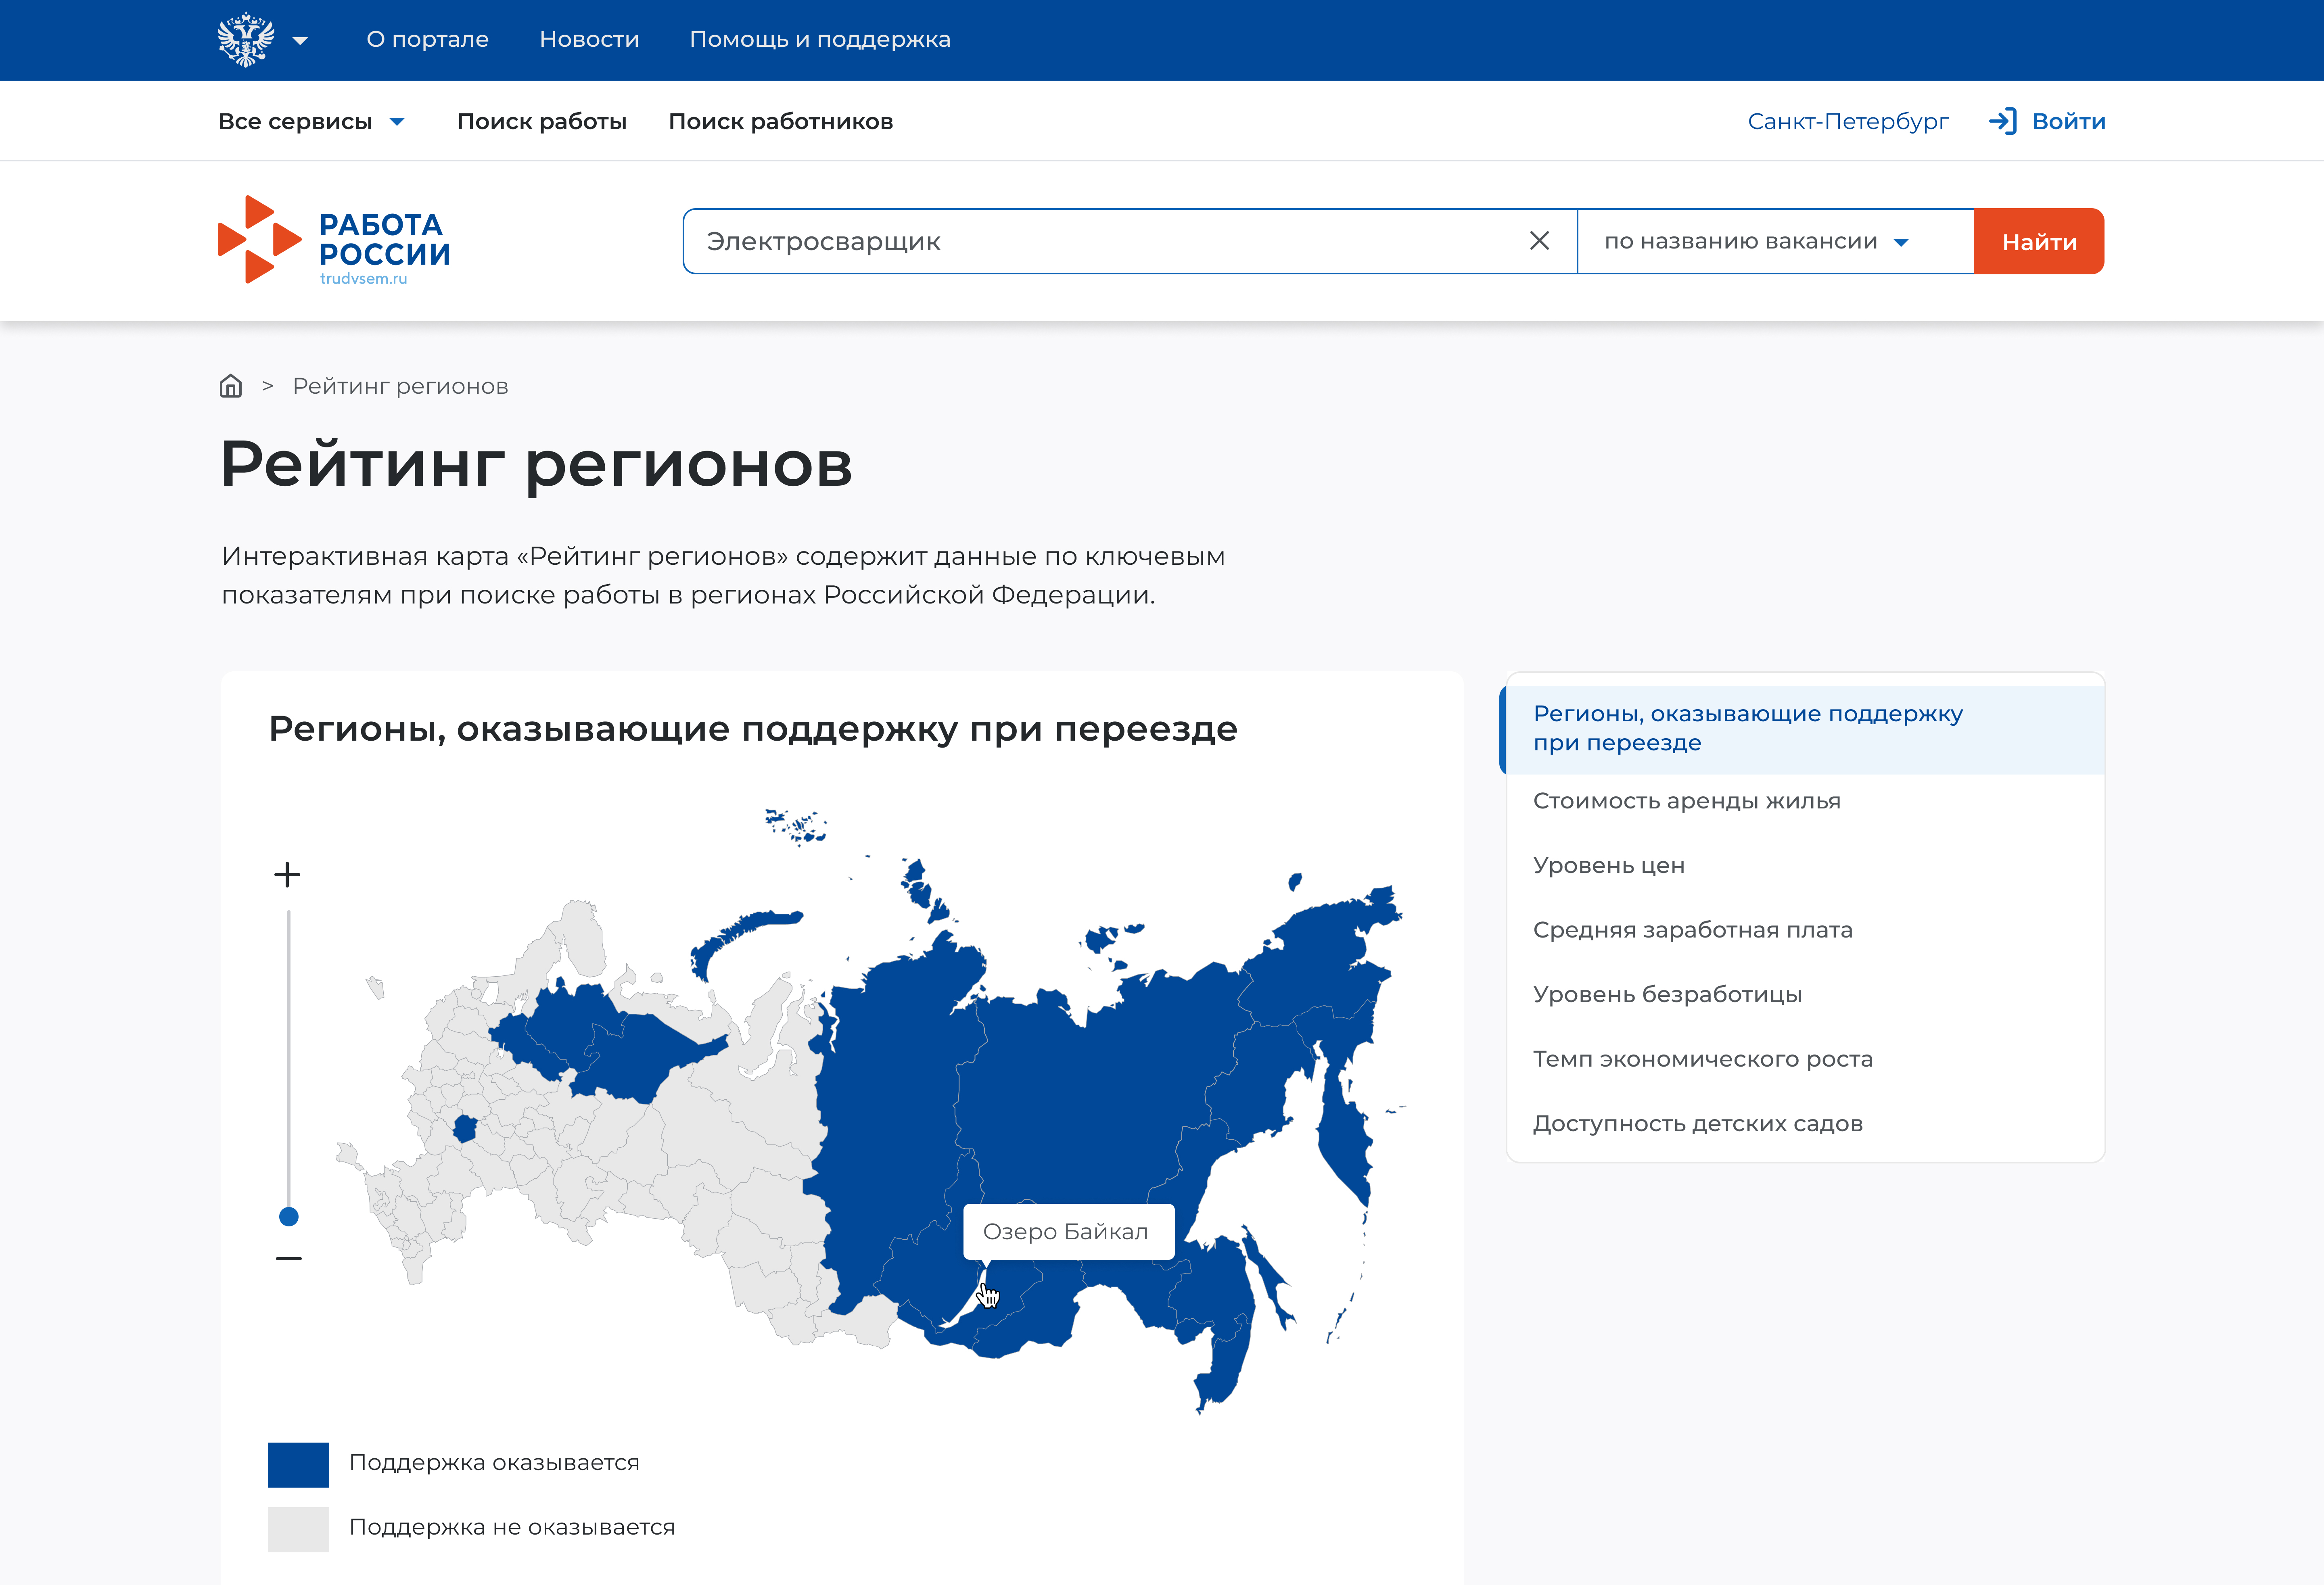 О портале
Новости
Помощь и поддержка
Все сервисы
Поиск работы
Поиск работников
Санкт-Петербург
Войти
РАБОТА
РОССИИ
trudvsem.ru
Электросварщик
по названию вакансии
Найти
> Рейтинг регионов
Рейтинг регионов
Интерактивная карта «Рейтинг регионов» содержит данные по ключевым
показателям при поиске работы в регионах Российской Федерации.
Регионы, оказывающие поддержку при переезде
Озеро Байкал
Поддержка оказывается
Поддержка не оказывается
Регионы, оказывающие поддержку
при переезде
Стоимость аренды жилья
Уровень цен
Средняя заработная плата
Уровень безработицы
Темп экономического роста
Доступность детских садов